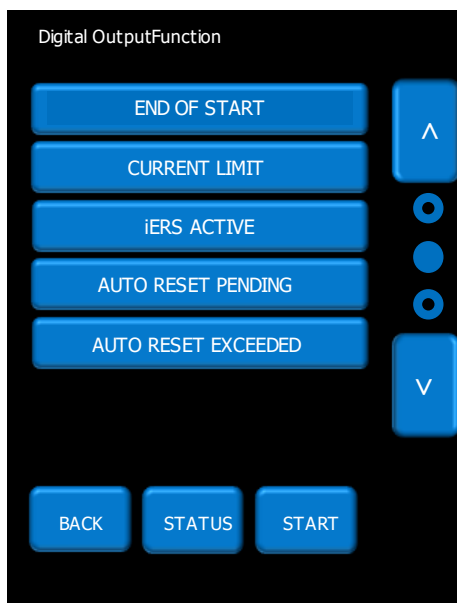 Digital OutputFunction
END OF START
CURRENT LIMIT
iERS ACTIVE
AUTO RESET PENDING
AUTO RESET EXCEEDED
BACK STATUS START